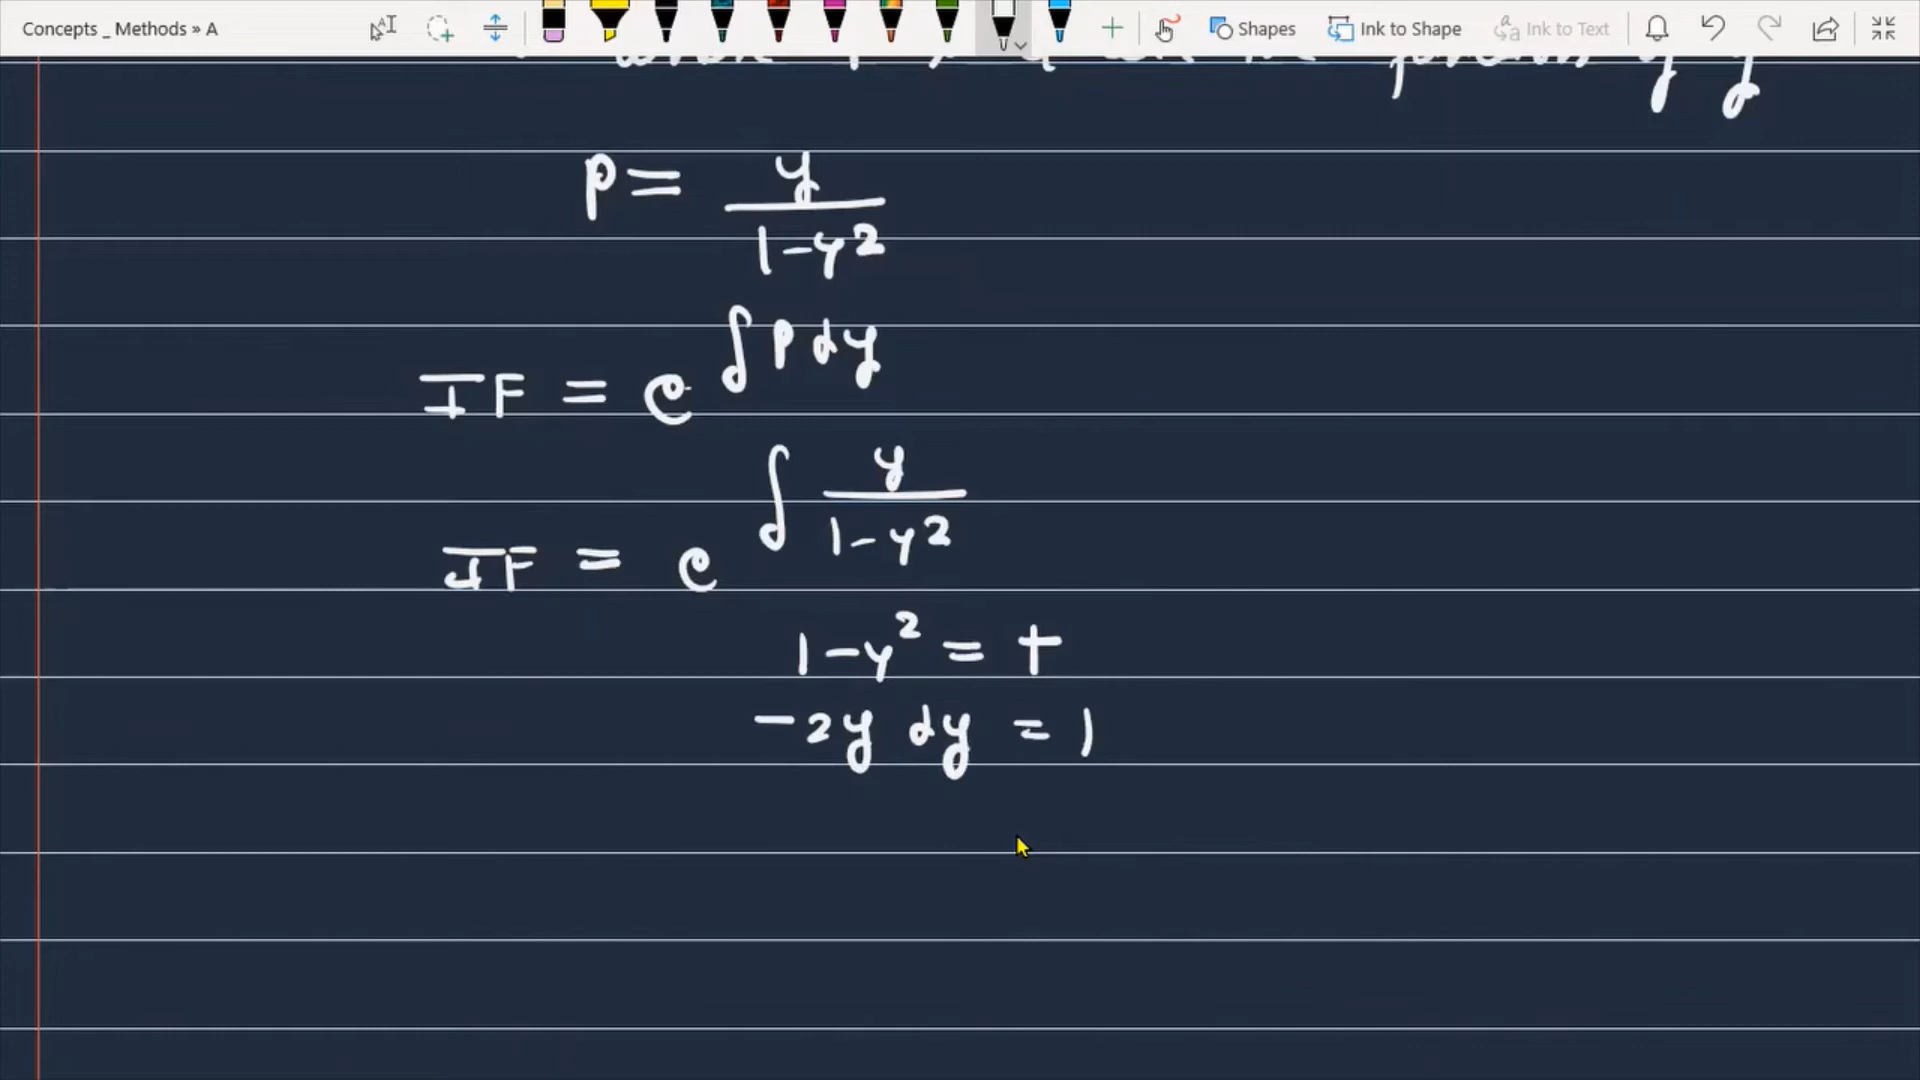 Concepts _ Methods » A
Shapes
Ink to Shape
Ink to Text
P = y / 1-y²
IF = e^∫P dy
IF = e^∫ y / 1-y²
1-y² = t
-2y dy = 1